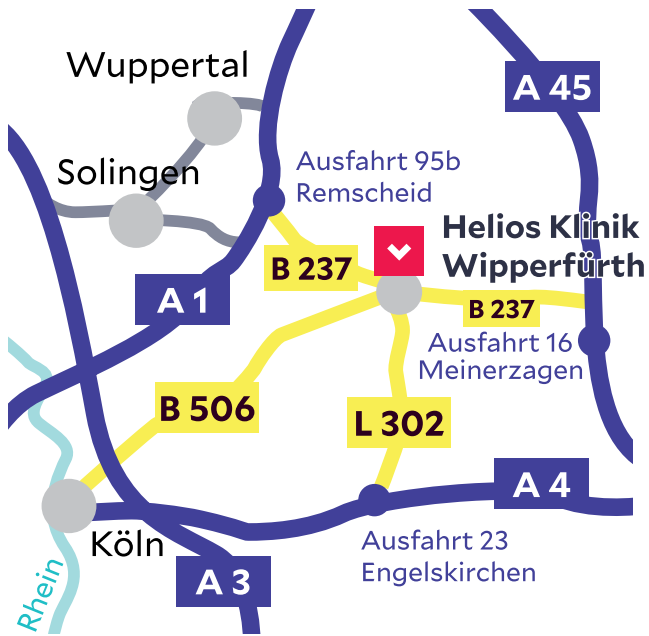 Wuppertal
A 45
Ausfahrt 95b
Remscheid
Solingen
Helios Klinik
Wipperfürth
B 237
A 1
B 237
Ausfahrt 16
Meinerzagen
B 506
L 302
A 4
Köln
Ausfahrt 23
Engelskirchen
A 3
Rhein